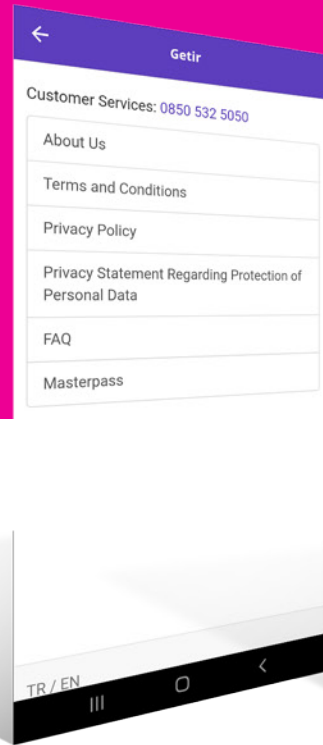 Getir
Customer Services: 0850 532 5050
About Us
Terms and Conditions
Privacy Policy
Privacy Statement Regarding Protection of
Personal Data
FAQ
Masterpass
TR / EN